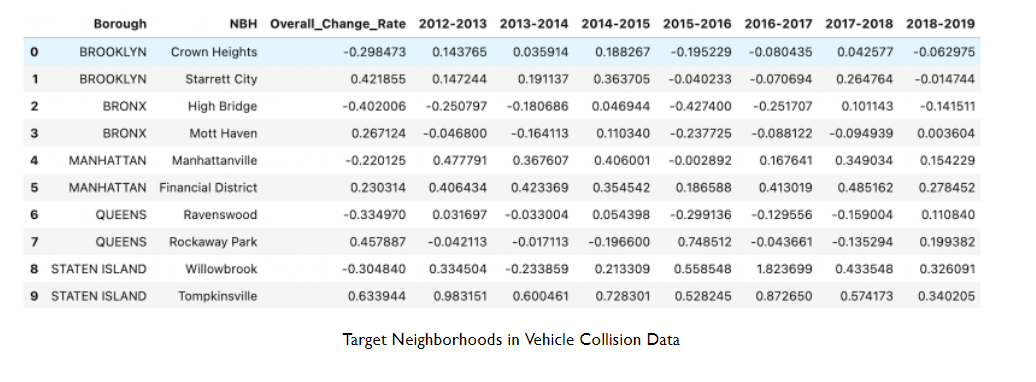 Borough NBH Overall_Change_Rate 2012-2013 2013-2014 2014-2015 2015-2016 2016-2017 2017-2018 2018-2019
0 BROOKLYN Crown Heights -0.298473 0.143765 0.035914 0.188267 -0.195229 -0.080435 0.042577 -0.062975
1 BROOKLYN Starrett City 0.421855 0.147244 0.191137 0.363705 -0.040233 -0.070694 0.264764 -0.014744
2 BRONX High Bridge -0.402006 -0.250797 -0.180686 0.046944 -0.427400 -0.251707 0.101143 -0.141511
3 BRONX Mott Haven 0.267124 -0.046800 -0.164113 0.110340 -0.237725 -0.088122 -0.094939 0.003604
4 MANHATTAN Manhattanville -0.220125 0.477791 0.367607 0.406001 -0.002892 0.167641 0.349034 0.154229
5 MANHATTAN Financial District 0.230314 0.406434 0.423369 0.354542 0.186588 0.413019 0.485162 0.278452
6 QUEENS Ravenswood -0.334970 0.031697 -0.033004 0.054398 -0.299136 -0.129556 -0.159004 0.110840
7 QUEENS Rockaway Park 0.457887 -0.042113 -0.017113 -0.196600 0.748512 -0.043661 -0.135294 0.199382
8 STATEN ISLAND Willowbrook -0.304840 0.334504 -0.233859 0.213309 0.558548 1.823699 0.433548 0.326091
9 STATEN ISLAND Tompkinsville 0.633944 0.983151 0.600461 0.728301 0.528245 0.872650 0.574173 0.340205
Target Neighborhoods in Vehicle Collision Data